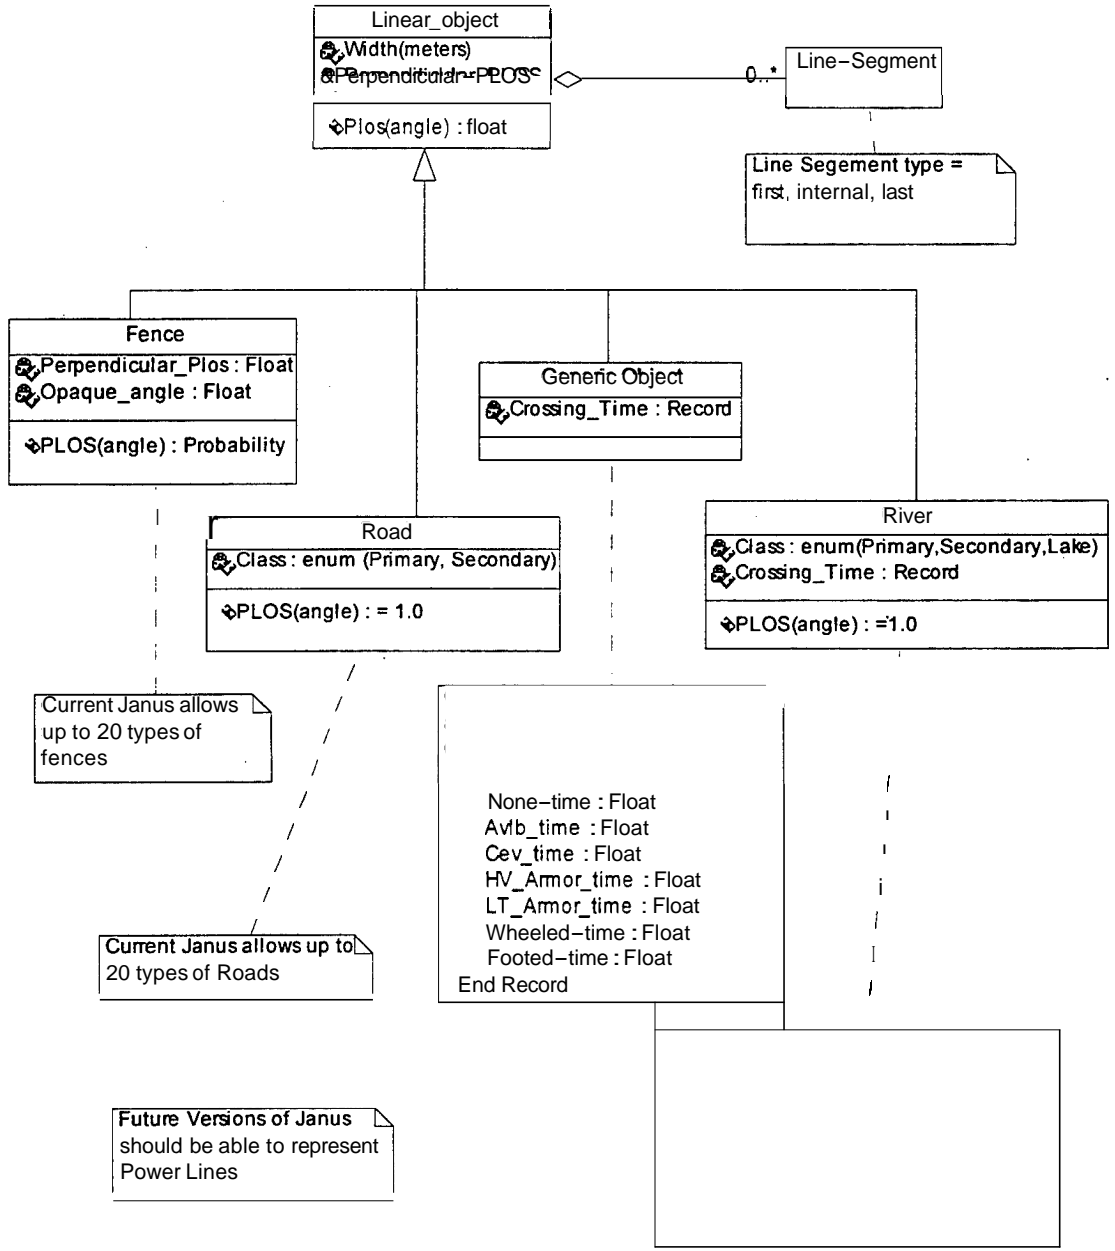 Linear_object
Width(meters)
Perpendicular-PLOS
Plos(angle) : float
0..*
Line-Segment
Line Segement type =
first, internal, last
Fence
Perpendicular_Plos : Float
Opaque_angle : Float
PLOS(angle) : Probability
Generic Object
Crossing_Time : Record
Road
Class : enum (Primary, Secondary)
PLOS(angle) : = 1.0
River
Class : enum(Primary,Secondary,Lake)
Crossing_Time : Record
PLOS(angle) : =1.0
Current Janus allows
up to 20 types of
fences
None-time : Float
Avlb_time : Float
Cev_time : Float
HV_Armor_time : Float
LT_Armor_time : Float
Wheeled-time : Float
Footed-time : Float
End Record
Current Janus allows up to
20 types of Roads
Future Versions of Janus
should be able to represent
Power Lines